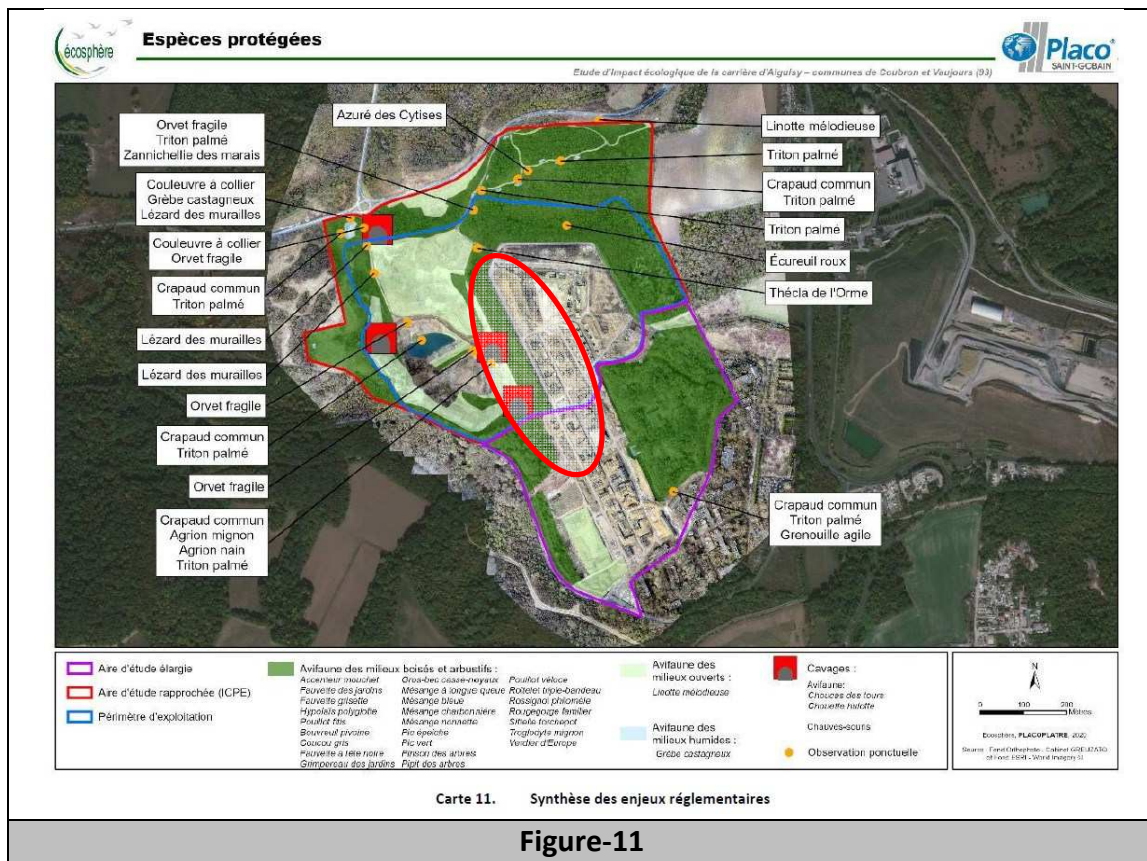 écosphère
Espèces protégées
Placo®
SAINT-GOBAIN
Etude d'impact écologique de la carrière d'Aiguisy – communes de Coubron et Vaujours (93)
Orvet fragile
Triton palmé
Zannichellie des marais
Couleuvre à collier
Grèbe castagneux
Lézard des murailles
Couleuvre à collier
Orvet fragile
Crapaud commun
Triton palmé
Lézard des murailles
Lézard des murailles
Orvet fragile
Crapaud commun
Triton palmé
Orvet fragile
Crapaud commun
Agrion mignon
Agrion nain
Triton palmé
Azuré des Cytises
Linotte mélodieuse
Triton palmé
Crapaud commun
Triton palmé
Triton palmé
Écureuil roux
Thécla de l'Orme
Crapaud commun
Triton palmé
Grenouille agile
Aire d'étude élargie
Aire d'étude rapprochée (ICPE)
Périmètre d'exploitation
Avifaune des milieux boisés et arbustifs :
Accenteur mouchet
Fauvette des jardins
Fauvette grisette
Hypolaïs polyglotte
Pouillot fitis
Bouvreuil pivoine
Coucou gris
Fauvette à tête noire
Grimpereau des jardins
Gros-bec casse-noyaux
Mésange à longue queue
Mésange bleue
Mésange charbonnière
Mésange nonnette
Pic épeiche
Pic vert
Pinson des arbres
Pipit des arbres
Pouillot véloce
Roitelet triple-bandeau
Rossignol philomèle
Rougegorge familier
Sittelle torchepot
Troglodyte mignon
Verdier d'Europe
Avifaune des
milieux ouverts :
Linotte mélodieuse
Avifaune des
milieux humides :
Grèbe castagneux
Cavages :
Avifaune:
Choucas des tours
Chouette hulotte
Chauves-souris
Observation ponctuelle
N
0 100 200
Mètres
Ecosphère, PLACOPLATRE, 2020
Source : Fond Orthophoto - Cabinet GREUZAT©
et Fond ESRI - World Imagery ©
Carte 11. Synthèse des enjeux réglementaires
Figure-11